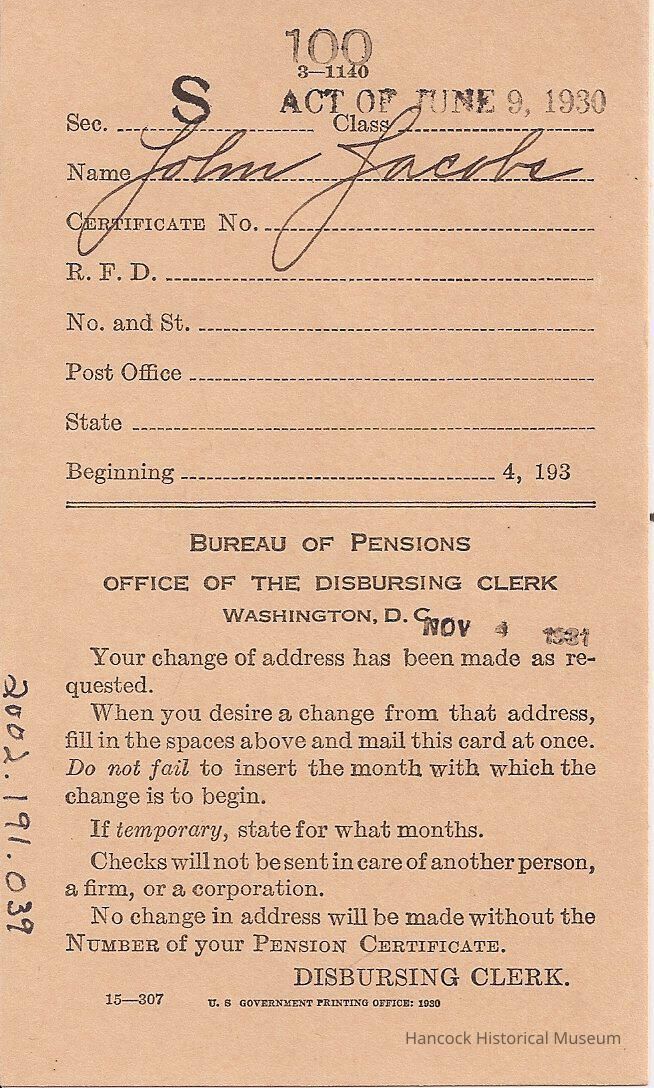 100
3—1140
S ACT OF JUNE 9, 1930
Sec. Class
Name John Jacobs
CERTIFICATE NO.
R. F. D.
No. and St.
Post Office
State
Beginning 4, 193
BUREAU OF PENSIONS
OFFICE OF THE DISBURSING CLERK
WASHINGTON, D. C.
NOV 4 1931
Your change of address has been made as re-
quested.
When you desire a change from that address,
fill in the spaces above and mail this card at once.
Do not fail to insert the month with which the
change is to begin.
If temporary, state for what months.
Checks will not be sent in care of another person,
a firm, or a corporation.
No change in address will be made without the
NUMBER of your PENSION CERTIFICATE.
DISBURSING CLERK.
15—307 U. S GOVERNMENT PRINTING OFFICE: 1930
2002.191.039
Hancock Historical Museum